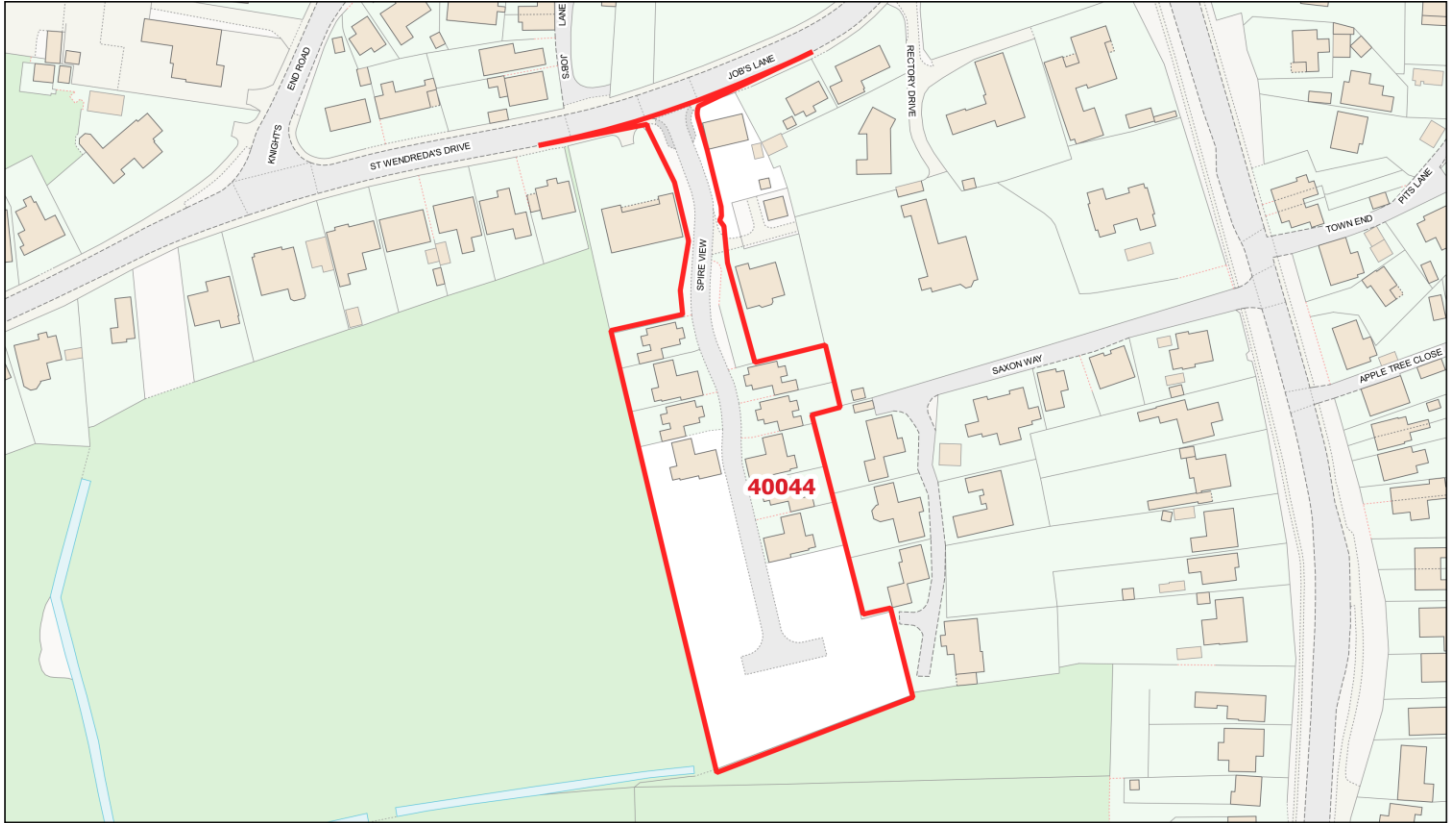 LANE
JOB'S
END ROAD
KNIGHT'S
JOB'S LANE
RECTORY DRIVE
ST WENDREDA'S DRIVE
PITS LANE
TOWN END
SPIRE VIEW
SAXON WAY
APPLE TREE CLOSE
40044